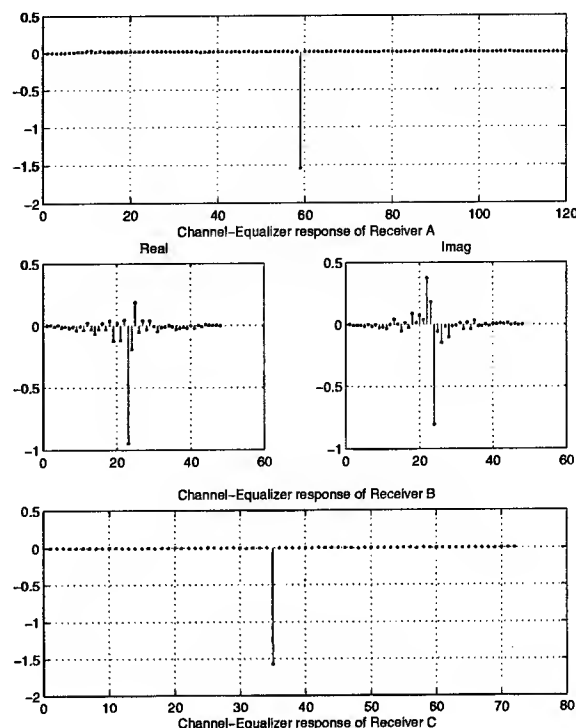 0.5
0
-0.5
-1
-1.5
-2
0 20 40 60 80 100 120
Channel-Equalizer response of Receiver A
Real Imag
0.5 0.5
0 0
-0.5 -0.5
-1 -1
0 20 40 60 0 20 40 60
Channel-Equalizer response of Receiver B
0.5
0
-0.5
-1
-1.5
-2
0 10 20 30 40 50 60 70 80
Channel-Equalizer response of Receiver C